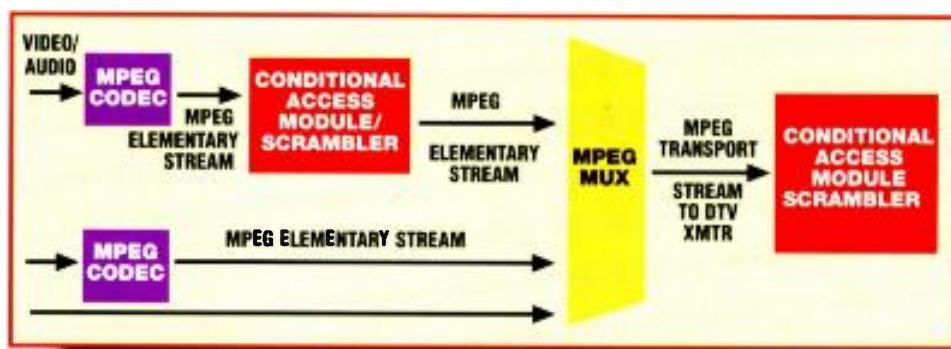 VIDEO/
AUDIO
MPEG
CODEC
MPEG
ELEMENTARY
STREAM
CONDITIONAL
ACCESS
MODULE/
SCRAMBLER
MPEG
ELEMENTARY
STREAM
MPEG
MUX
MPEG
TRANSPORT
STREAM
TO DTV
XMTR
CONDITIONAL
ACCESS
MODULE
SCRAMBLER
MPEG
CODEC
MPEG ELEMENTARY STREAM